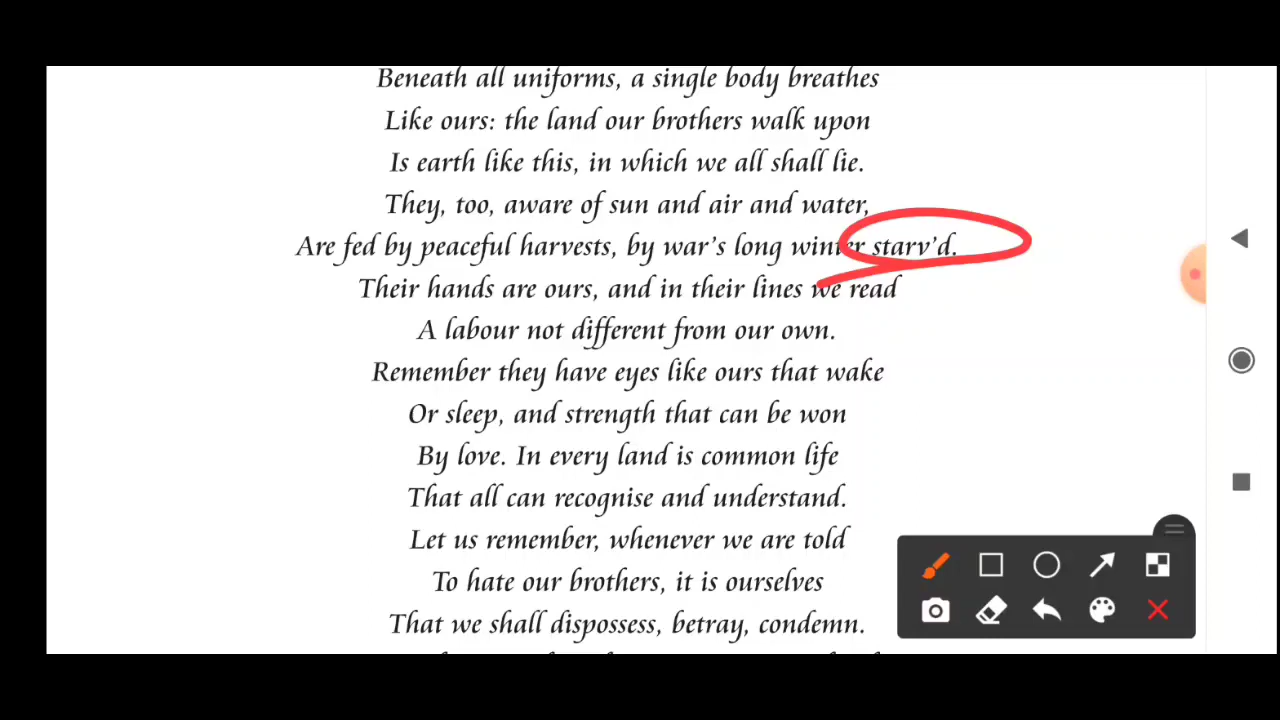 Beneath all uniforms, a single body breathes
Like ours: the land our brothers walk upon
Is earth like this, in which we all shall lie.
They, too, aware of sun and air and water,
Are fed by peaceful harvests, by war's long winter starv'd.
Their hands are ours, and in their lines we read
A labour not different from our own.
Remember they have eyes like ours that wake
Or sleep, and strength that can be won
By love. In every land is common life
That all can recognise and understand.
Let us remember, whenever we are told
To hate our brothers, it is ourselves
That we shall dispossess, betray, condemn.